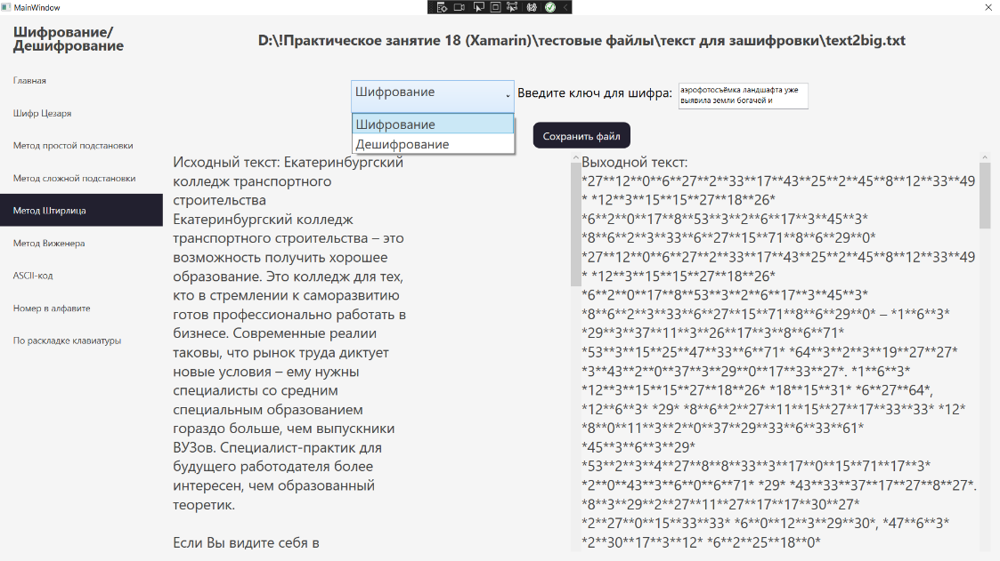 MainWindow
Шифрование/
Дешифрование
D:\!Практическое занятие 18 (Xamarin)\тестовые файлы\текст для зашифровки\text2big.txt
Главная
Шифр Цезаря
Метод простой подстановки
Метод сложной подстановки
Метод Штирлица
Метод Виженера
ASCII-код
Номер в алфавите
По раскладке клавиатуры
Шифрование
Шифрование
Дешифрование
Введите ключ для шифра:
аэрофотосъёмка ландшафта уже
выявила земли богачей и
Сохранить файл
Исходный текст: Екатеринбургский
колледж транспортного
строительства
Екатеринбургский колледж
транспортного строительства – это
возможность получить хорошее
образование. Это колледж для тех,
кто в стремлении к саморазвитию
готов профессионально работать в
бизнесе. Современные реалии
таковы, что рынок труда диктует
новые условия – ему нужны
специалисты со средним
специальным образованием
гораздо больше, чем выпускники
ВУЗов. Специалист-практик для
будущего работодателя более
интересен, чем образованный
теоретик.
Если Вы видите себя в
Выходной текст:
*27**12**0**6**27**2**33**17**43**25**2**45**8**12**33**49
* *12**3**15**15**27**18**26*
*6**2**0**17**8**53**3**2**6**17**3**45**3*
*8**6**2**3**33**6**27**15**71**8**6**29**0*
*27**12**0**6**27**2**33**17**43**25**2**45**8**12**33**49
* *12**3**15**15**27**18**26*
*6**2**0**17**8**53**3**2**6**17**3**45**3*
*8**6**2**3**33**6**27**15**71**8**6**29**0* – *1**6**3*
*29**3**37**11**3**26**17**3**8**6**71*
*53**3**15**25**47**33**6**71* *64**3**2**3**19**27**27*
*3**43**2**0**37**3**29**0**17**33**27*. *1**6**3*
*12**3**15**15**27**18**26* *18**15**31* *6**27**64*,
*12**6**3* *29* *8**6**2**27**11**15**27**17**33**33* *12*
*8**0**11**3**2**0**37**29**33**6**33**61*
*45**3**6**3**29*
*53**2**3**4**27**8**8**33**3**17**0**15**71**17**3*
*2**0**43**3**6**0**6**71* *29* *43**33**37**17**27**8**27*.
*8**3**29**2**27**11**27**17**17**30**27*
*2**27**0**15**33**33* *6**0**12**3**29**30*, *47**6**3*
*2**30**17**3**12* *6**2**25**18**0*